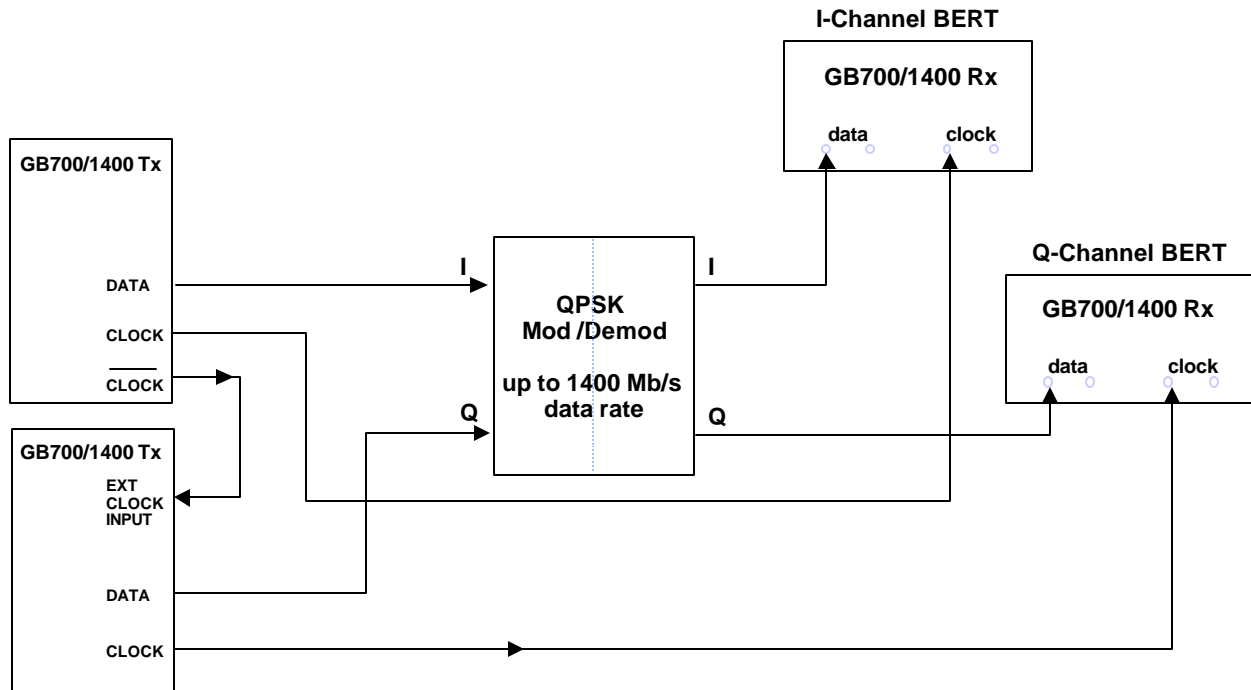 I-Channel BERT
GB700/1400 Rx
data clock
GB700/1400 Tx
DATA
CLOCK
CLOCK
I
Q
QPSK
Mod /Demod
up to 1400 Mb/s
data rate
I
Q
Q-Channel BERT
GB700/1400 Rx
data clock
GB700/1400 Tx
EXT
CLOCK
INPUT
DATA
CLOCK